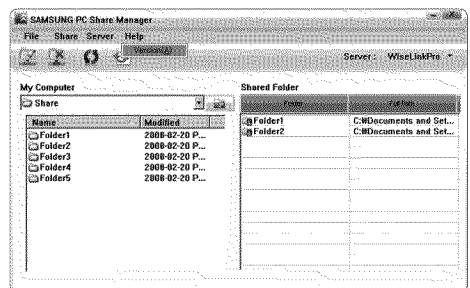 SAMSUNG PC Share Manager
File Share Server Help
Version(A)
Server : WiseLinkPro
My Computer
Shared Folder
Share
Name Modified
Folder Full Path
Folder1 2008-02-20 P...
Folder2 2008-02-20 P...
Folder3 2008-02-20 P...
Folder4 2008-02-20 P...
Folder5 2008-02-20 P...
Folder1 C:₩Documents and Set...
Folder2 C:₩Documents and Set...